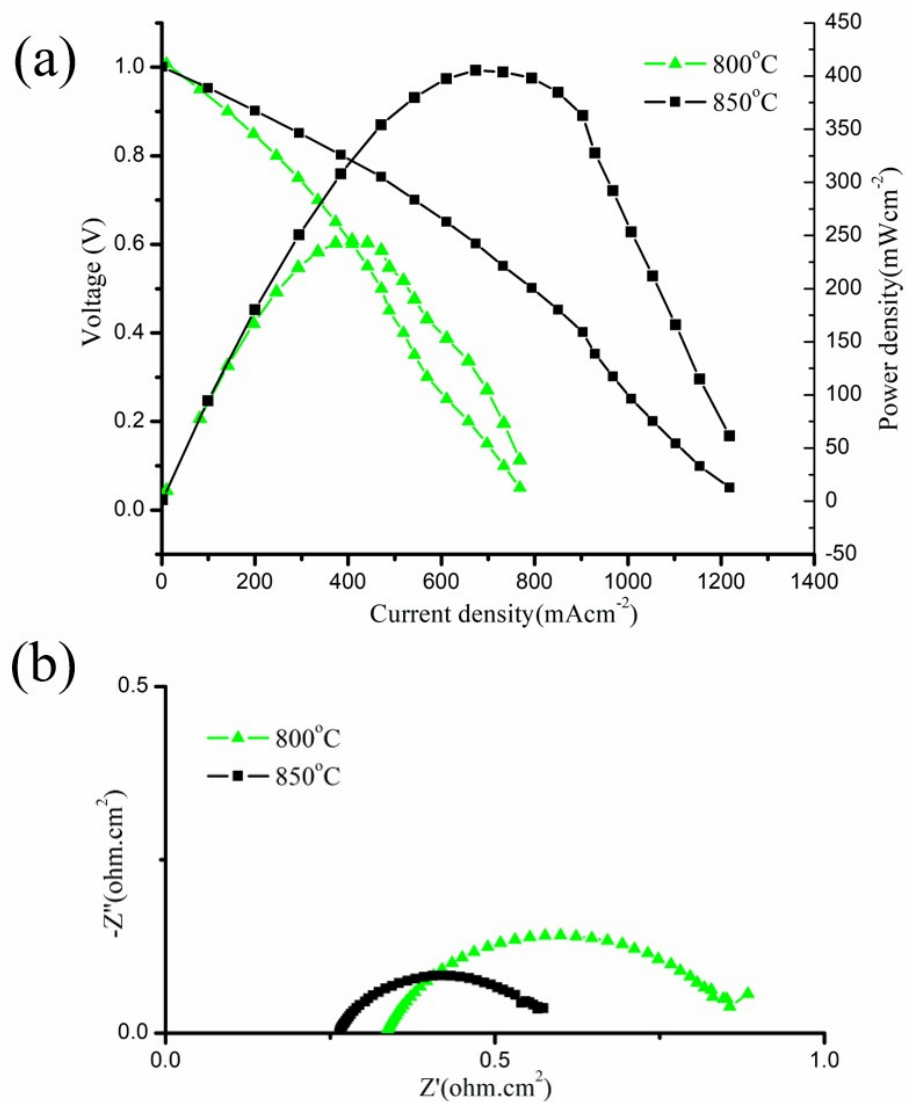 (a)
800°C
850°C
Voltage (V)
1.0
0.8
0.6
0.4
0.2
0.0
Power density(mWcm⁻²)
450
400
350
300
250
200
150
100
50
0
-50
0 200 400 600 800 1000 1200 1400
Current density(mAcm⁻²)
(b)
800°C
850°C
-Z"(ohm.cm²)
0.5
0.0
0.0 0.5 1.0
Z'(ohm.cm²)